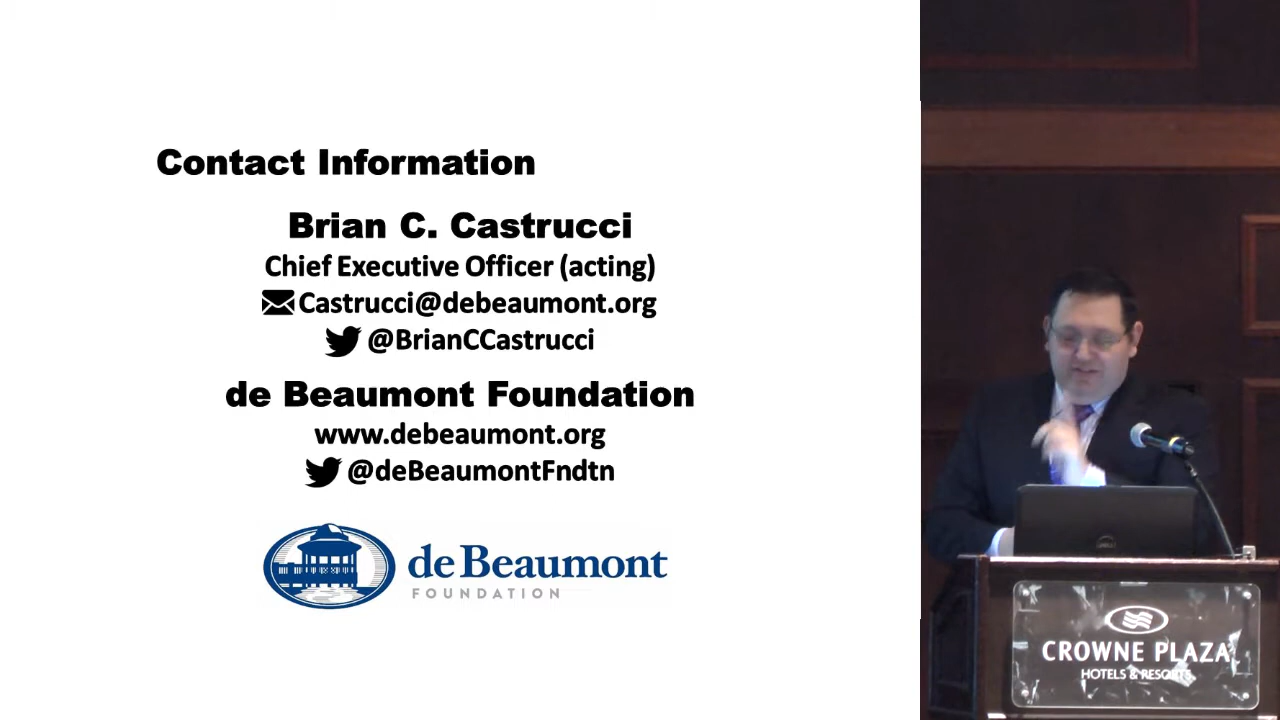 Contact Information
Brian C. Castrucci
Chief Executive Officer (acting)
Castrucci@debeaumont.org
@BrianCCastrucci
de Beaumont Foundation
www.debeaumont.org
@deBeaumontFndtn
de Beaumont
FOUNDATION
DELL
CROWNE PLAZA
HOTELS & RESORTS